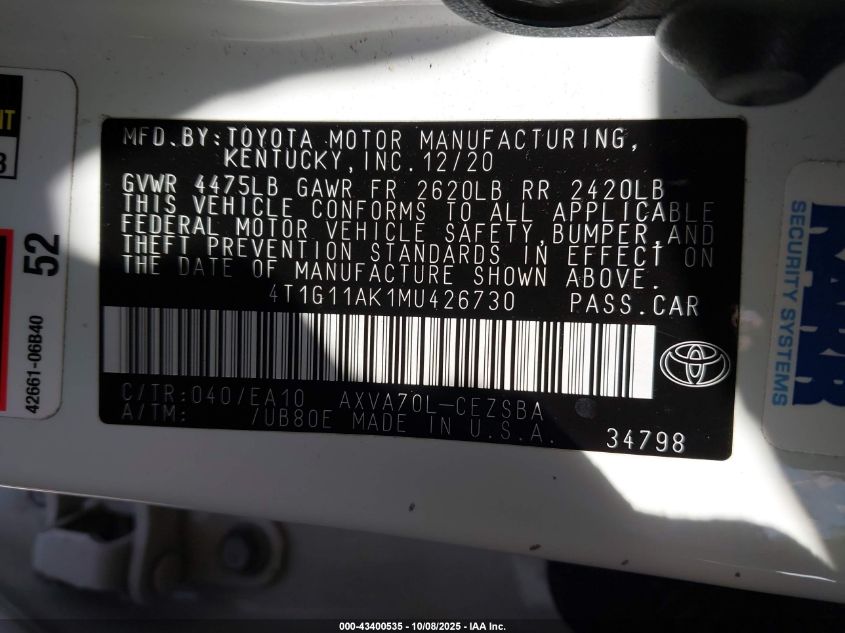 MFD.BY:TOYOTA MOTOR MANUFACTURING,
KENTUCKY,INC.12/20
GVWR 4475LB GAWR FR 2620LB RR 2420LB
THIS VEHICLE CONFORMS TO ALL APPLICABLE
FEDERAL MOTOR VEHICLE SAFETY,BUMPER,AND
THEFT PREVENTION STANDARDS IN EFFECT ON
THE DATE OF MANUFACTURE SHOWN ABOVE.
4T1G11AK1MU426730 PASS.CAR
C/TR:040/EA10 AXVA70L-CEZSBA
A/TM: /UB80E MADE IN U.S.A.
34798
52
42661-06B40
SECURITY SYSTEMS
000-43400535 - 10/08/2025 - IAA Inc.